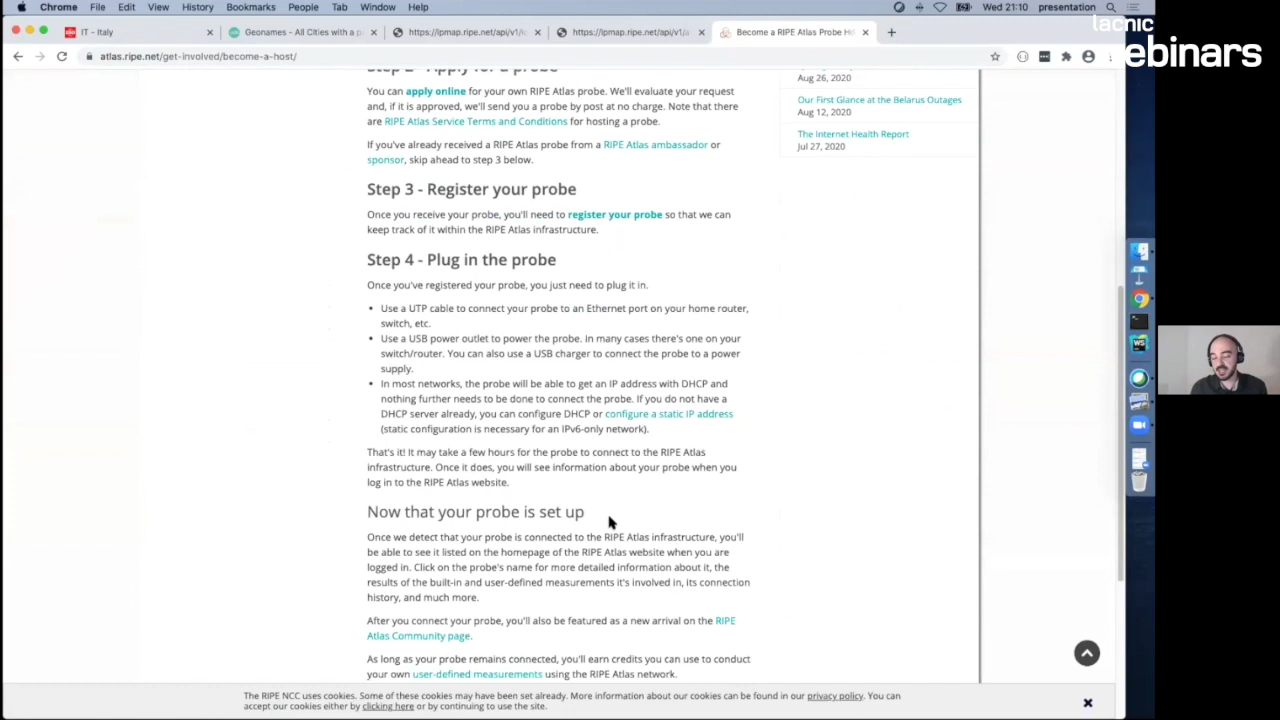 Chrome File Edit View History Bookmarks People Tab Window Help Wed 21:10 presentation
lacnic
webinars
IT - Italy
Geonames - All Cities with a p
https://ipmap.ripe.net/api/v1/l
https://ipmap.ripe.net/api/v1/a
Become a RIPE Atlas Probe Ho
atlas.ripe.net/get-involved/become-a-host/
Step 2 - Apply for a probe
You can apply online for your own RIPE Atlas probe. We'll evaluate your request
and, if it is approved, we'll send you a probe by post at no charge. Note that there
are RIPE Atlas Service Terms and Conditions for hosting a probe.
If you've already received a RIPE Atlas probe from a RIPE Atlas ambassador or
sponsor, skip ahead to step 3 below.
Aug 26, 2020
Our First Glance at the Belarus Outages
Aug 12, 2020
The Internet Health Report
Jul 27, 2020
Step 3 - Register your probe
Once you receive your probe, you'll need to register your probe so that we can
keep track of it within the RIPE Atlas infrastructure.
Step 4 - Plug in the probe
Once you've registered your probe, you just need to plug it in.
• Use a UTP cable to connect your probe to an Ethernet port on your home router,
switch, etc.
• Use a USB power outlet to power the probe. In many cases there's one on your
switch/router. You can also use a USB charger to connect the probe to a power
supply.
• In most networks, the probe will be able to get an IP address with DHCP and
nothing further needs to be done to connect the probe. If you do not have a
DHCP server already, you can configure DHCP or configure a static IP address
(static configuration is necessary for an IPv6-only network).
That's it! It may take a few hours for the probe to connect to the RIPE Atlas
infrastructure. Once it does, you will see information about your probe when you
log in to the RIPE Atlas website.
Now that your probe is set up
Once we detect that your probe is connected to the RIPE Atlas infrastructure, you'll
be able to see it listed on the homepage of the RIPE Atlas website when you are
logged in. Click on the probe's name for more detailed information about it, the
results of the built-in and user-defined measurements it's involved in, its connection
history, and much more.
After you connect your probe, you'll also be featured as a new arrival on the RIPE
Atlas Community page.
As long as your probe remains connected, you'll earn credits you can use to conduct
your own user-defined measurements using the RIPE Atlas network.
The RIPE NCC uses cookies. Some of these cookies may have been set already. More information about our cookies can be found in our privacy policy. You can
accept our cookies either by clicking here or by continuing to use the site.